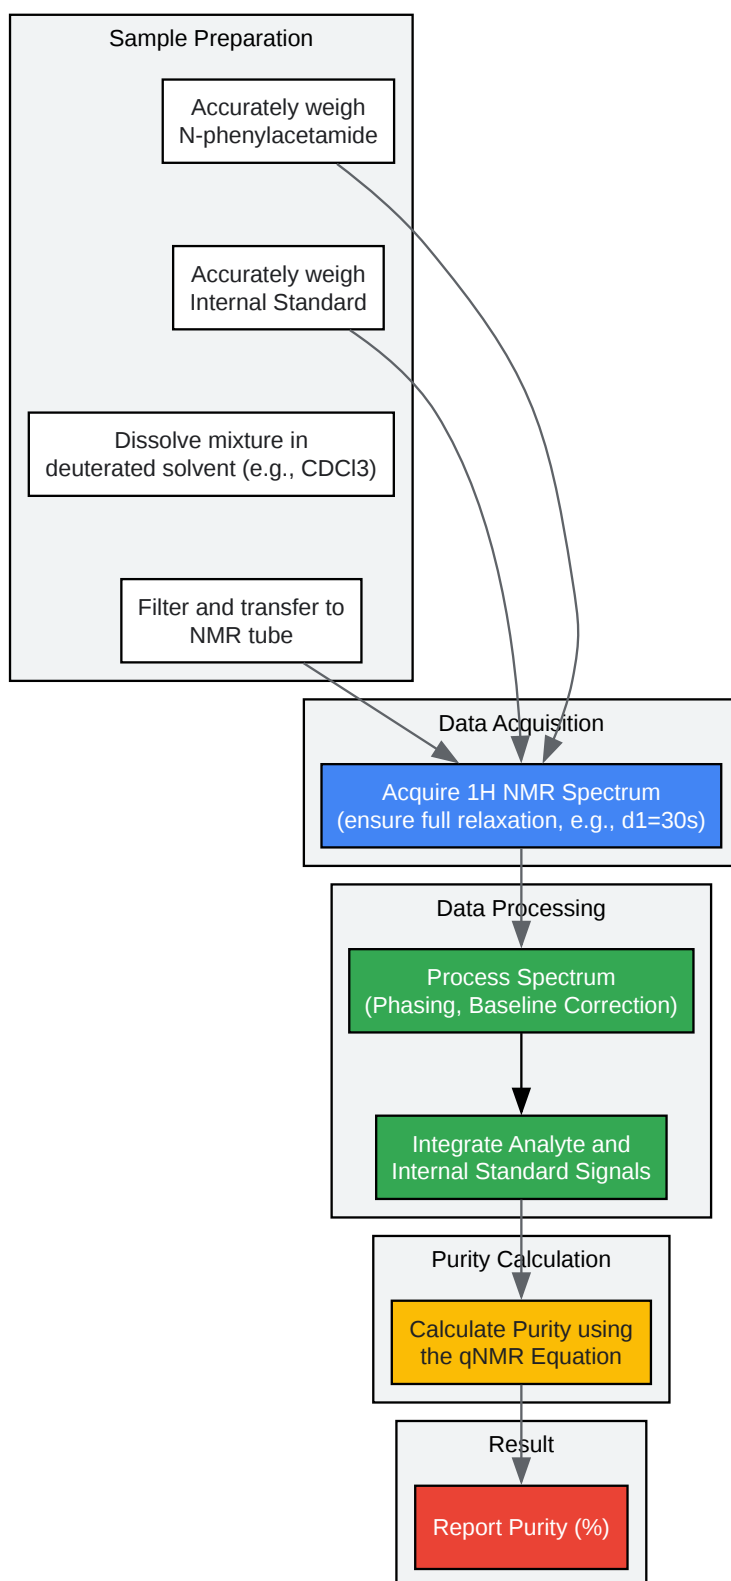 Sample Preparation
Accurately weigh
N-phenylacetamide
Accurately weigh
Internal Standard
Dissolve mixture in
deuterated solvent (e.g., CDCl3)
Filter and transfer to
NMR tube
Data Acquisition
Acquire 1H NMR Spectrum
(ensure full relaxation, e.g., d1=30s)
Data Processing
Process Spectrum
(Phasing, Baseline Correction)
Integrate Analyte and
Internal Standard Signals
Purity Calculation
Calculate Purity using
the qNMR Equation
Result
Report Purity (%)